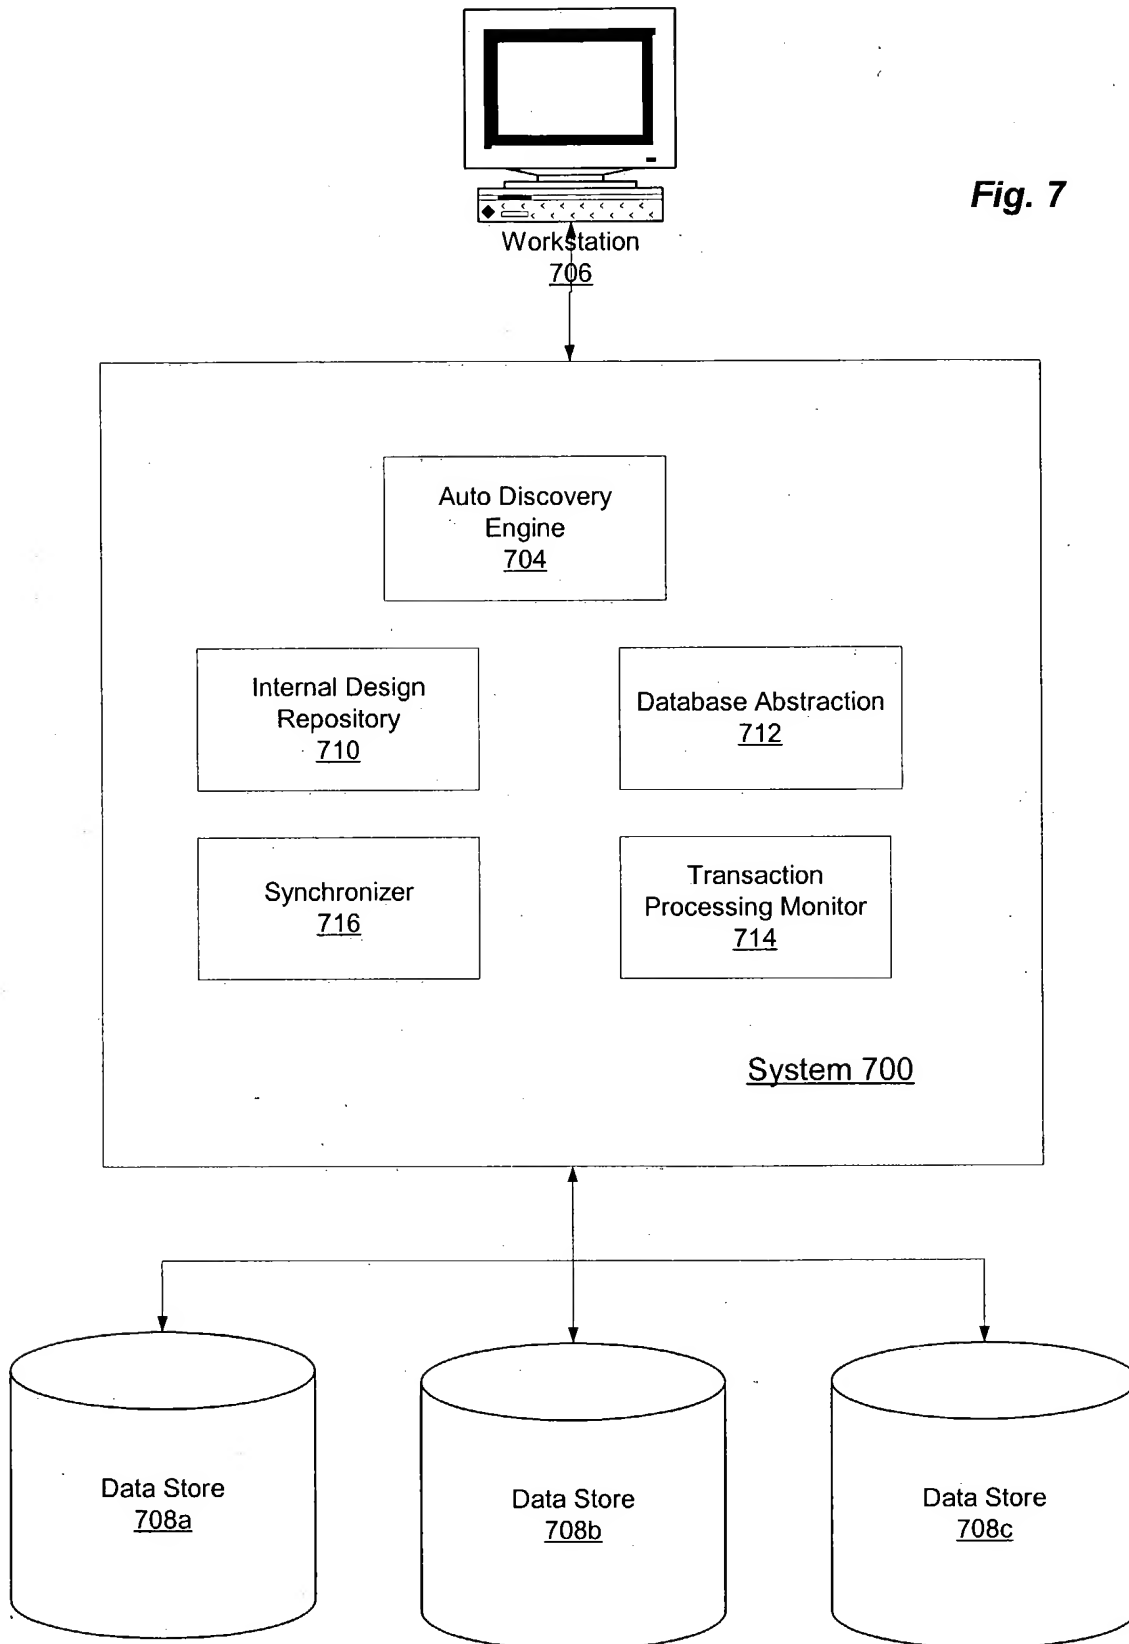 Fig. 7
Workstation
706
Auto Discovery
Engine
704
Internal Design
Repository
710
Database Abstraction
712
Synchronizer
716
Transaction
Processing Monitor
714
System 700
Data Store
708a
Data Store
708b
Data Store
708c